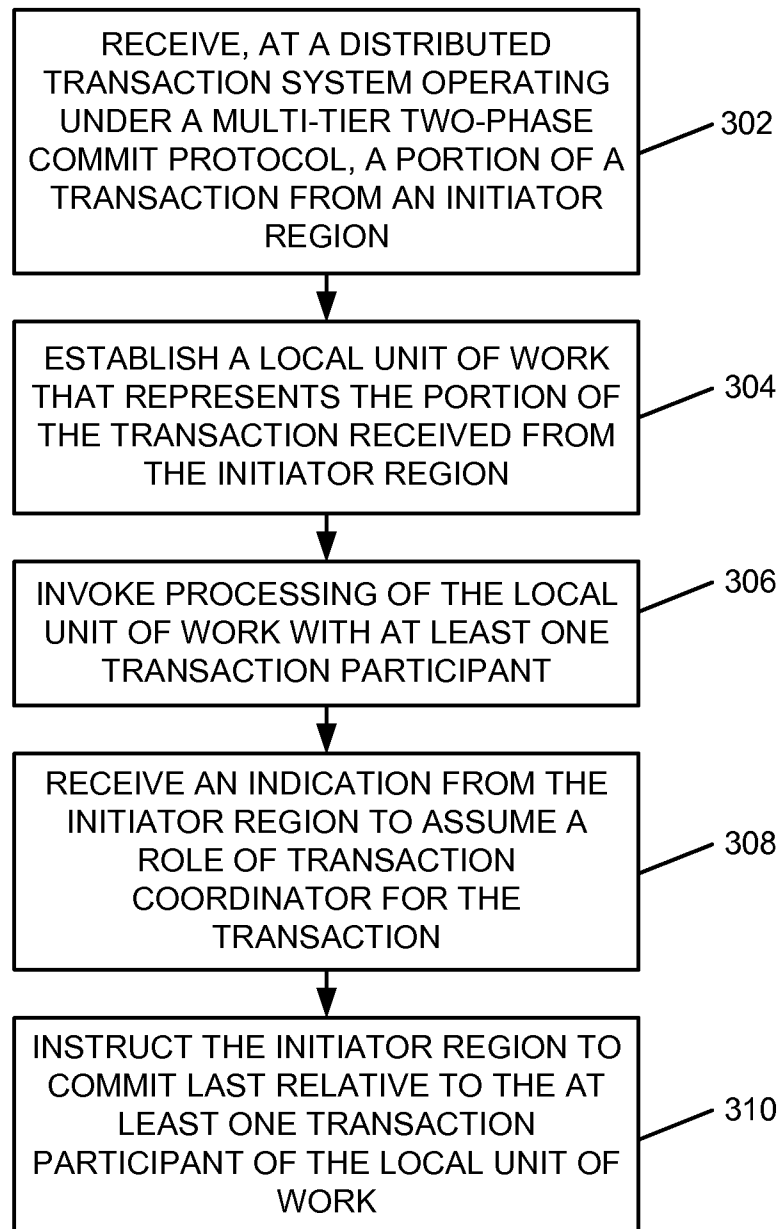 RECEIVE, AT A DISTRIBUTED
TRANSACTION SYSTEM OPERATING
UNDER A MULTI-TIER TWO-PHASE
COMMIT PROTOCOL, A PORTION OF A
TRANSACTION FROM AN INITIATOR
REGION
302
ESTABLISH A LOCAL UNIT OF WORK
THAT REPRESENTS THE PORTION OF
THE TRANSACTION RECEIVED FROM
THE INITIATOR REGION
304
INVOKE PROCESSING OF THE LOCAL
UNIT OF WORK WITH AT LEAST ONE
TRANSACTION PARTICIPANT
306
RECEIVE AN INDICATION FROM THE
INITIATOR REGION TO ASSUME A
ROLE OF TRANSACTION
COORDINATOR FOR THE
TRANSACTION
308
INSTRUCT THE INITIATOR REGION TO
COMMIT LAST RELATIVE TO THE AT
LEAST ONE TRANSACTION
PARTICIPANT OF THE LOCAL UNIT OF
WORK
310